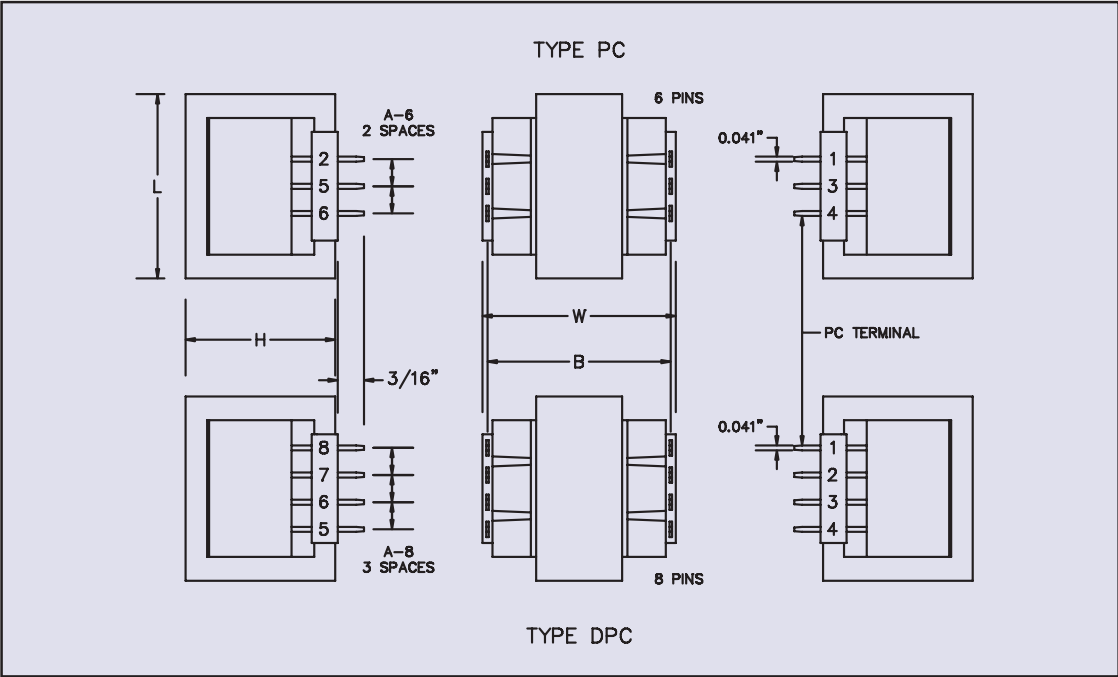 TYPE PC
6 PINS
A-6
2 SPACES
0.041"
2
5
6
L
1
3
4
W
H
PC TERMINAL
B
3/16"
0.041"
8
7
6
5
1
2
3
4
A-8
3 SPACES
8 PINS
TYPE DPC